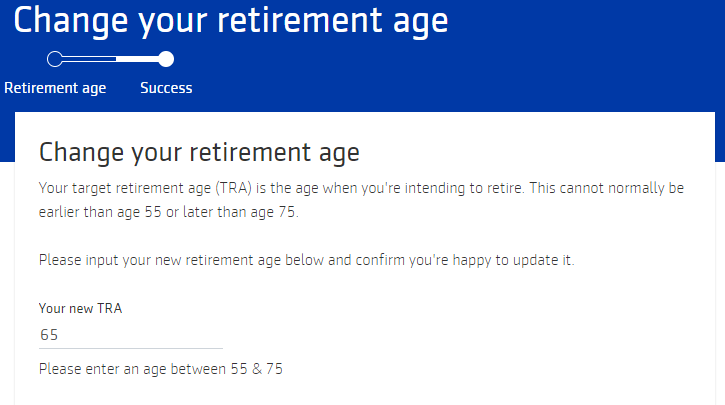 Change your retirement age
Retirement age Success
Change your retirement age
Your target retirement age (TRA) is the age when you're intending to retire. This cannot normally be
earlier than age 55 or later than age 75.
Please input your new retirement age below and confirm you're happy to update it.
Your new TRA
65
Please enter an age between 55 & 75